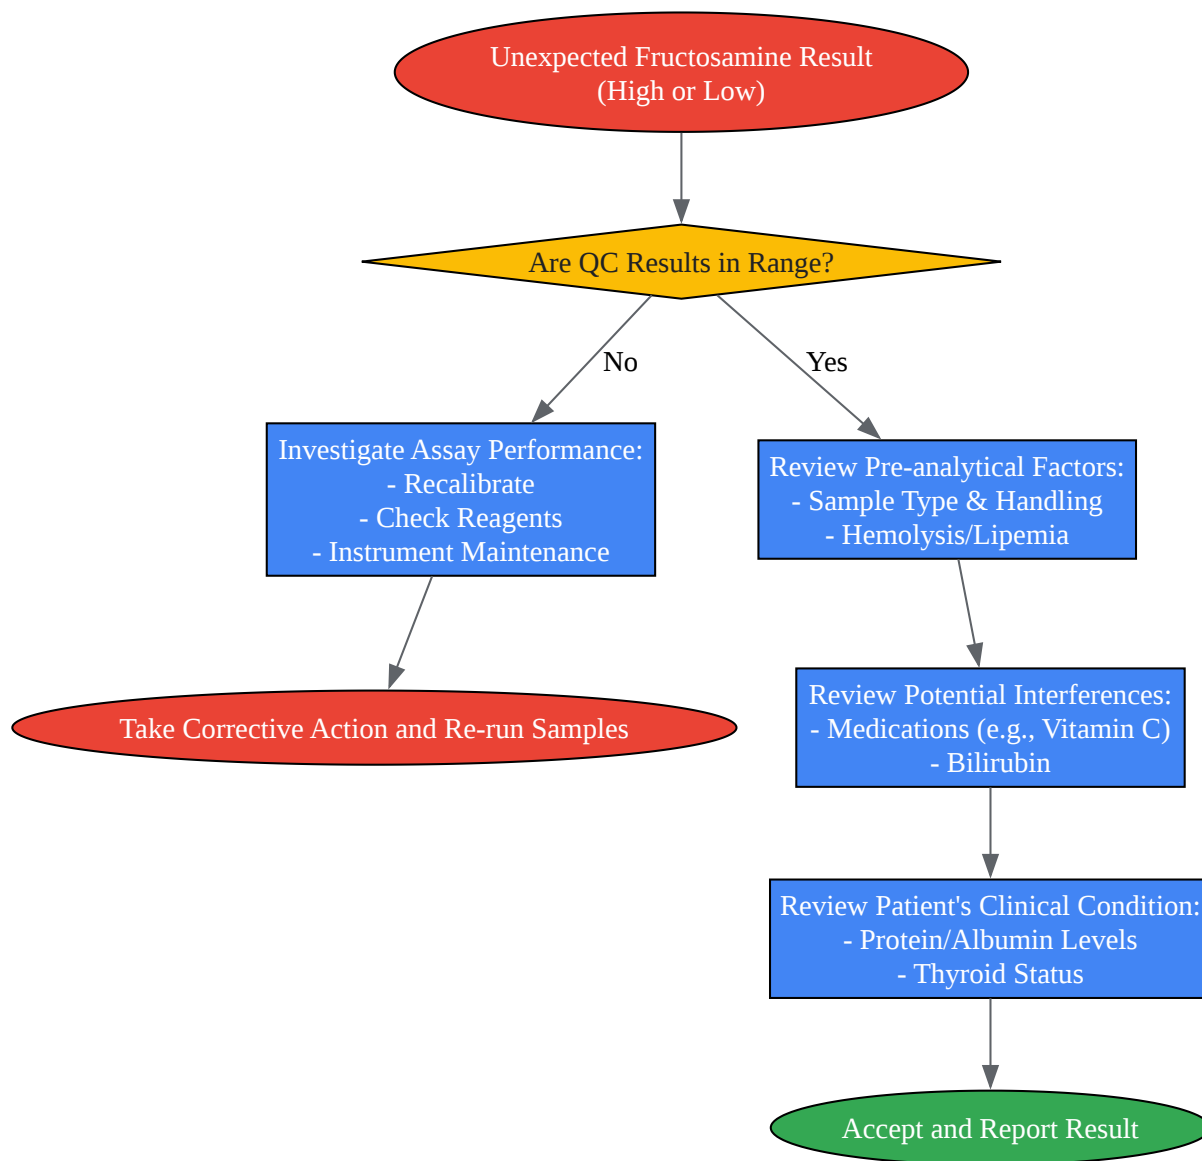 Unexpected Fructosamine Result
(High or Low)
Are QC Results in Range?
No
Yes
Investigate Assay Performance:
- Recalibrate
- Check Reagents
- Instrument Maintenance
Review Pre-analytical Factors:
- Sample Type & Handling
- Hemolysis/Lipemia
Take Corrective Action and Re-run Samples
Review Potential Interferences:
- Medications (e.g., Vitamin C)
- Bilirubin
Review Patient's Clinical Condition:
- Protein/Albumin Levels
- Thyroid Status
Accept and Report Result